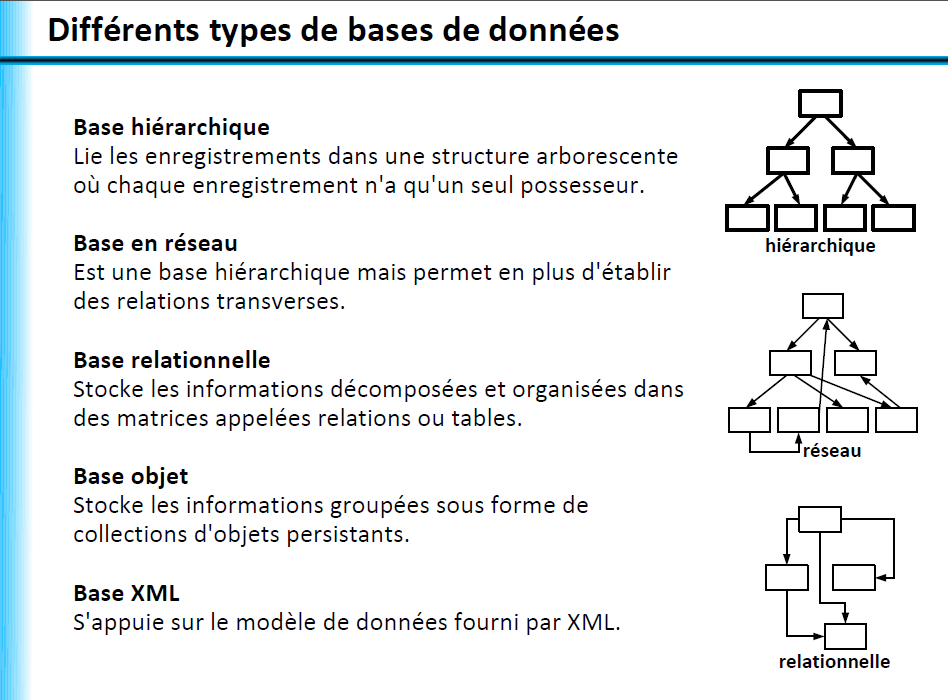 Différents types de bases de données
Base hiérarchique
Lie les enregistrements dans une structure arborescente
où chaque enregistrement n'a qu'un seul possesseur.
hiérarchique
Base en réseau
Est une base hiérarchique mais permet en plus d'établir
des relations transverses.
Base relationnelle
Stocke les informations décomposées et organisées dans
des matrices appelées relations ou tables.
réseau
Base objet
Stocke les informations groupées sous forme de
collections d'objets persistants.
Base XML
S'appuie sur le modèle de données fourni par XML.
relationnelle